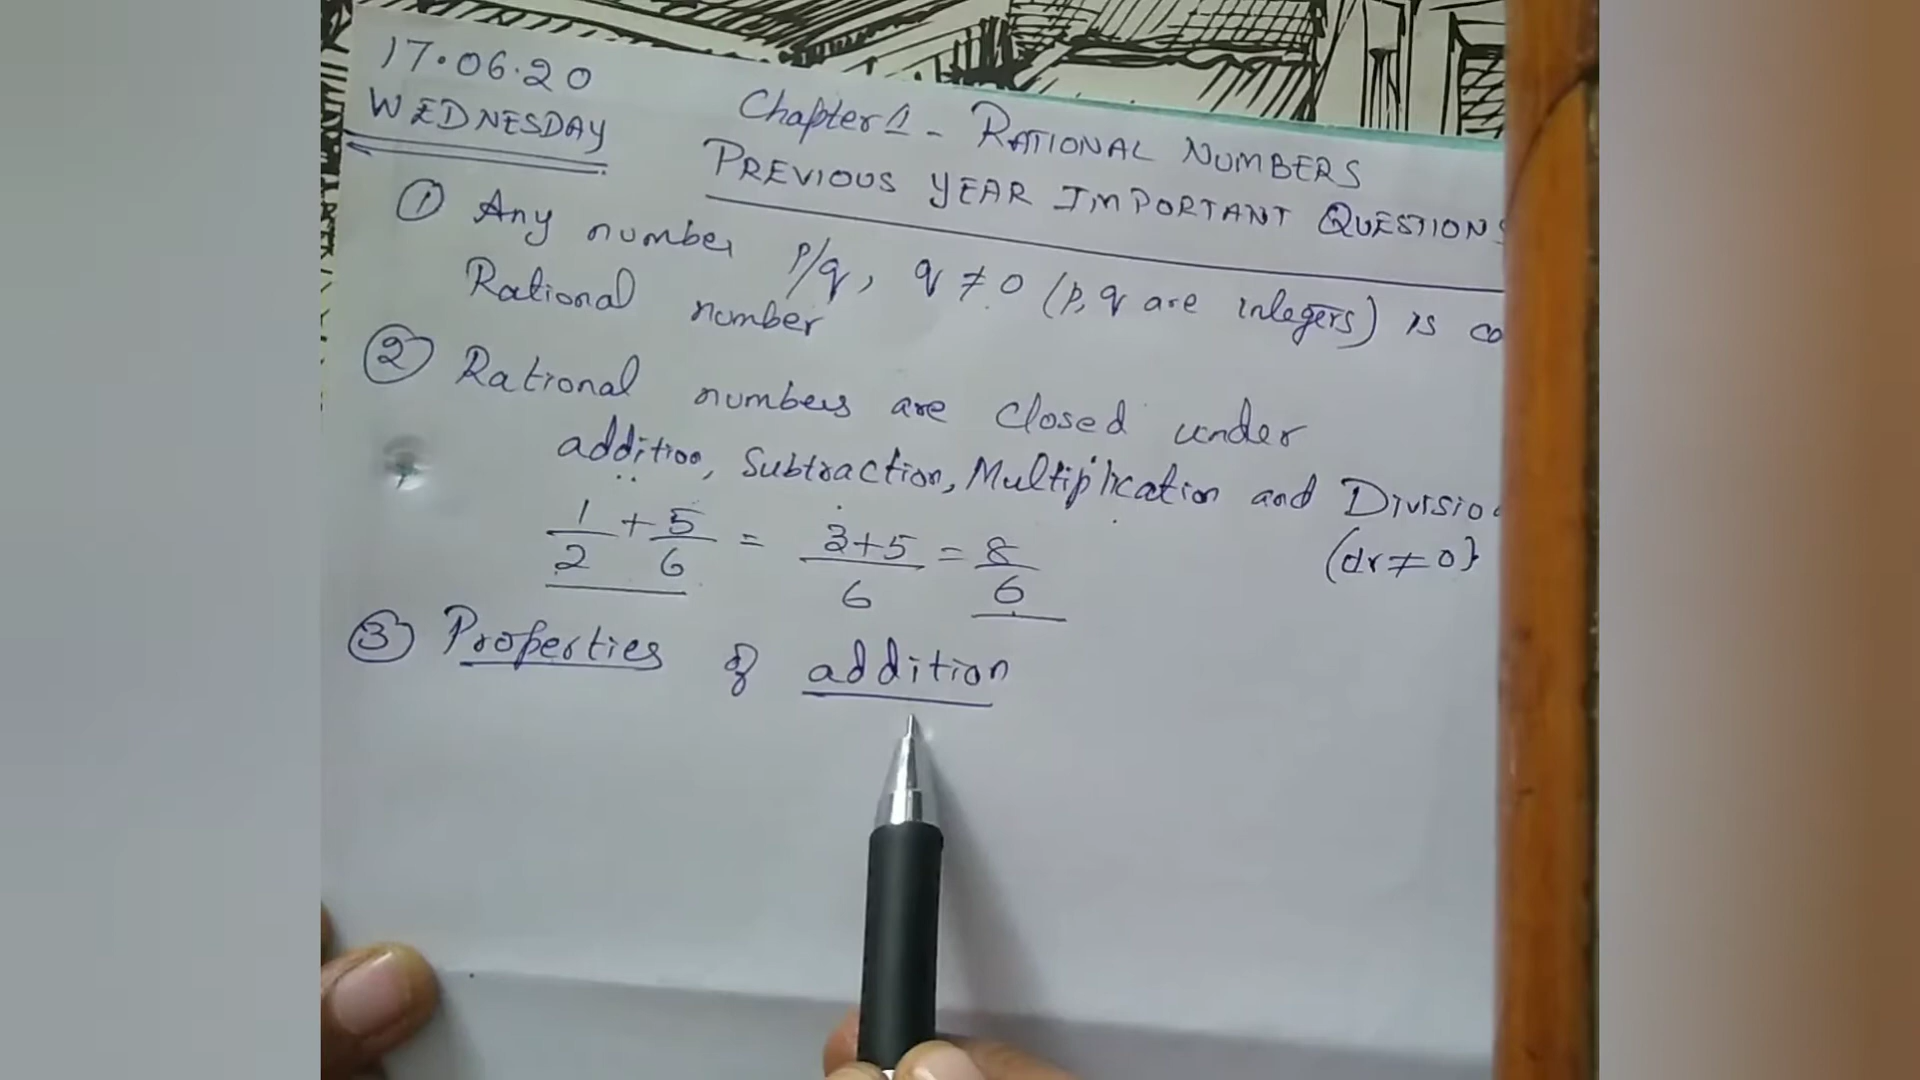 17.06.20
WEDNESDAY
Chapter 1 - RATIONAL NUMBERS
PREVIOUS YEAR IMPORTANT QUESTIONS
① Any number p/q, q ≠ 0 (p, q are integers) is co
Rational number
② Rational numbers are closed under
addition, Subtraction, Multiplication and Divisio
(dr ≠ 0}
1/2 + 5/6 = 3+5/6 = 8/6
③ Properties of addition